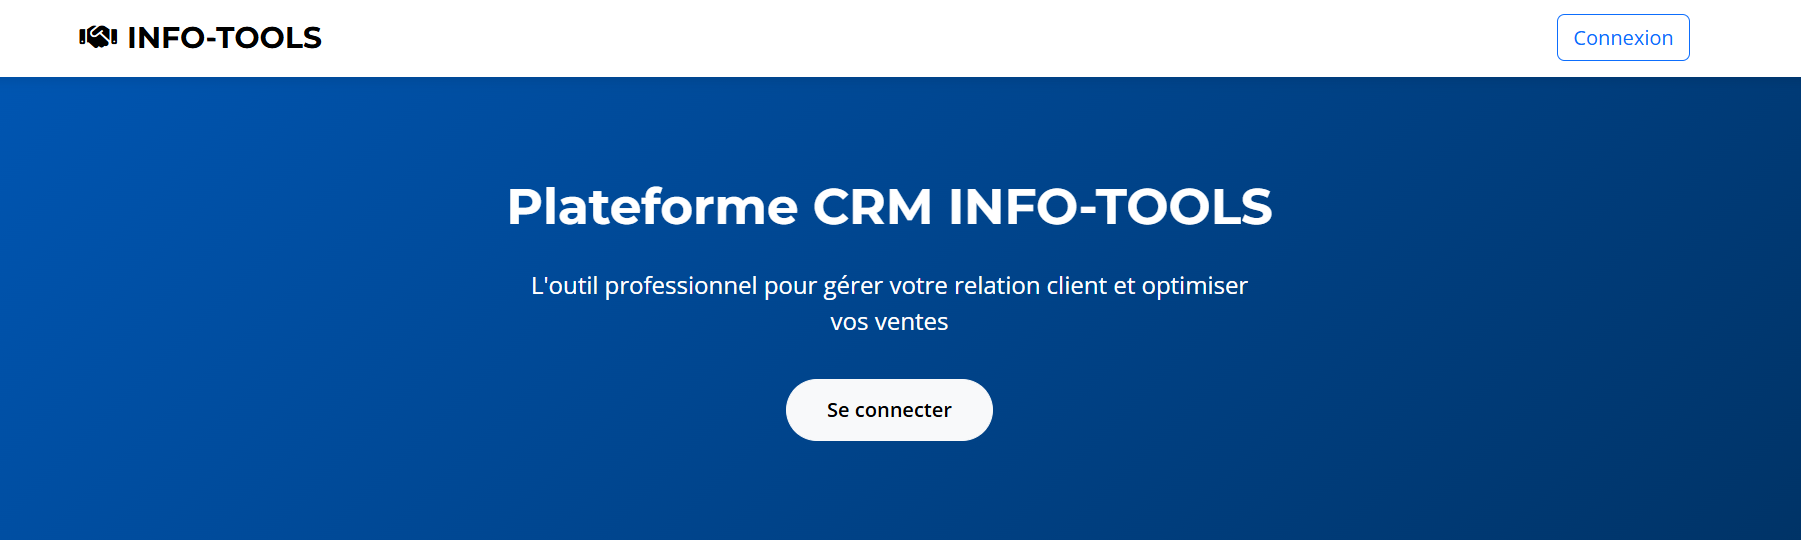 INFO-TOOLS
Connexion
Plateforme CRM INFO-TOOLS
L'outil professionnel pour gérer votre relation client et optimiser
vos ventes
Se connecter